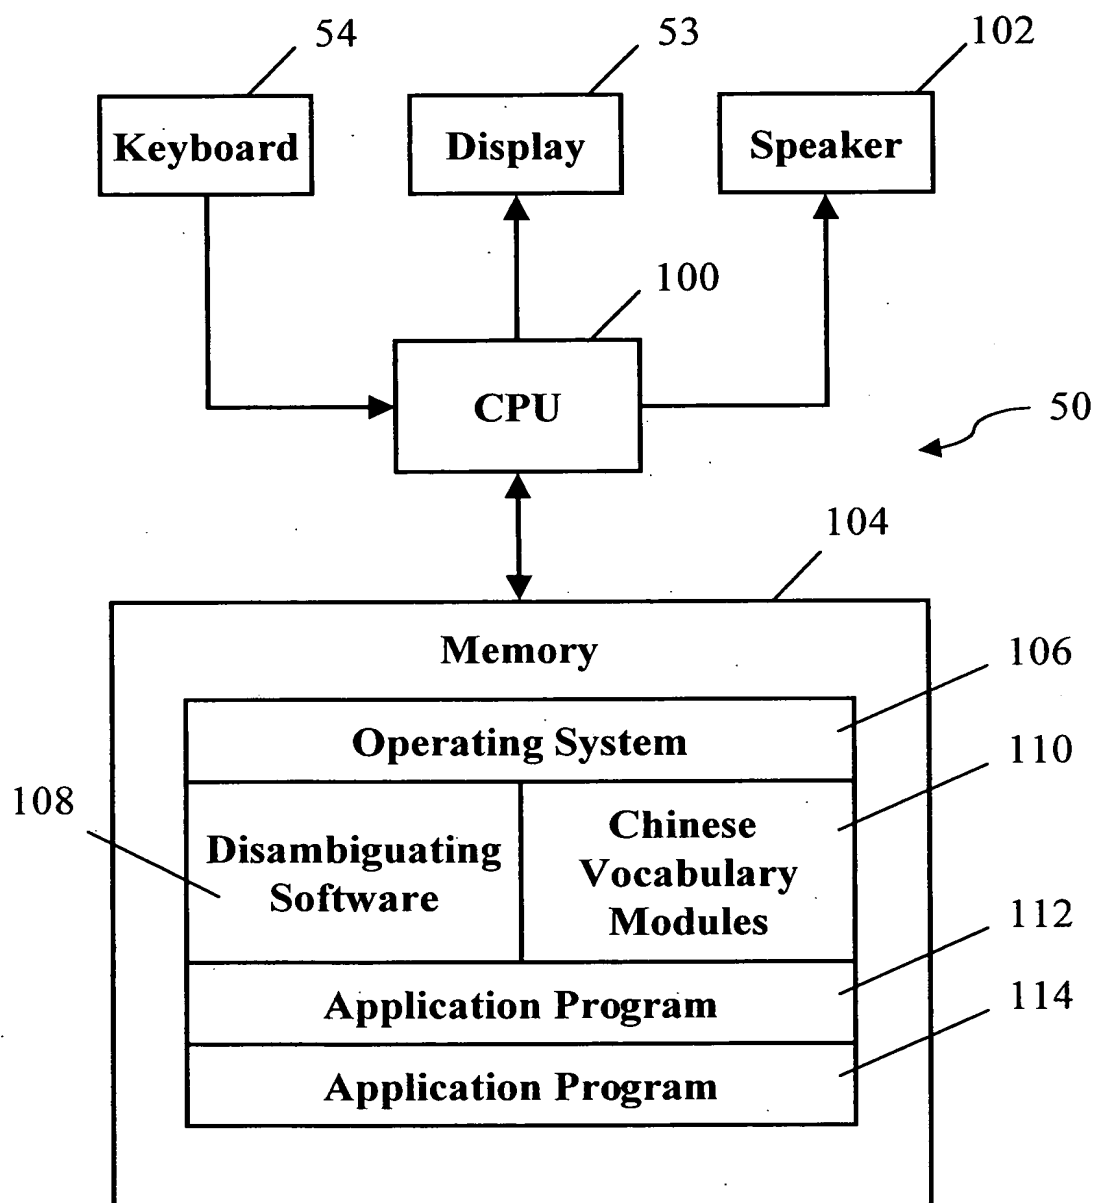 54
53
102
Keyboard
Display
Speaker
100
CPU
50
104
Memory
106
Operating System
110
108
Disambiguating
Software
Chinese
Vocabulary
Modules
112
Application Program
114
Application Program